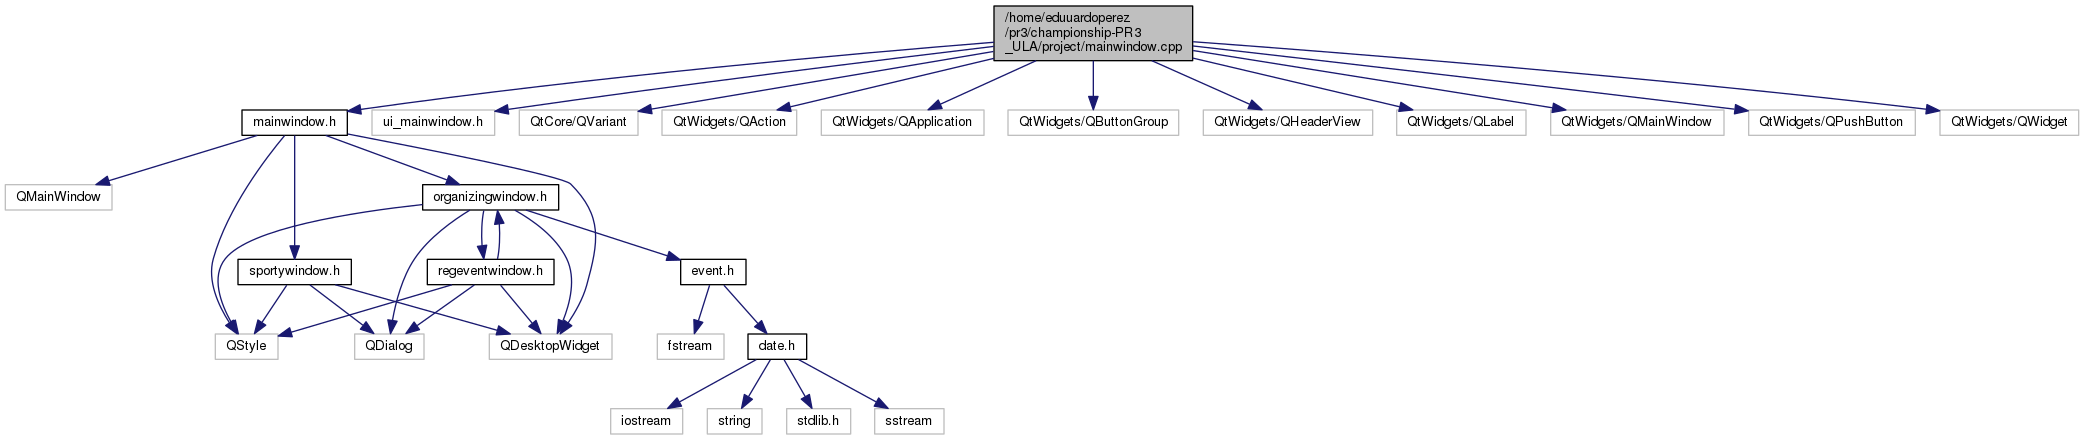 /home/eduuardoperez
/pr3/championship-PR3
_ULA/project/mainwindow.cpp
mainwindow.h
ui_mainwindow.h
QtCore/QVariant
QtWidgets/QAction
QtWidgets/QApplication
QtWidgets/QButtonGroup
QtWidgets/QHeaderView
QtWidgets/QLabel
QtWidgets/QMainWindow
QtWidgets/QPushButton
QtWidgets/QWidget
QMainWindow
organizingwindow.h
sportywindow.h
regeventwindow.h
event.h
QStyle
QDialog
QDesktopWidget
fstream
date.h
iostream
string
stdlib.h
sstream